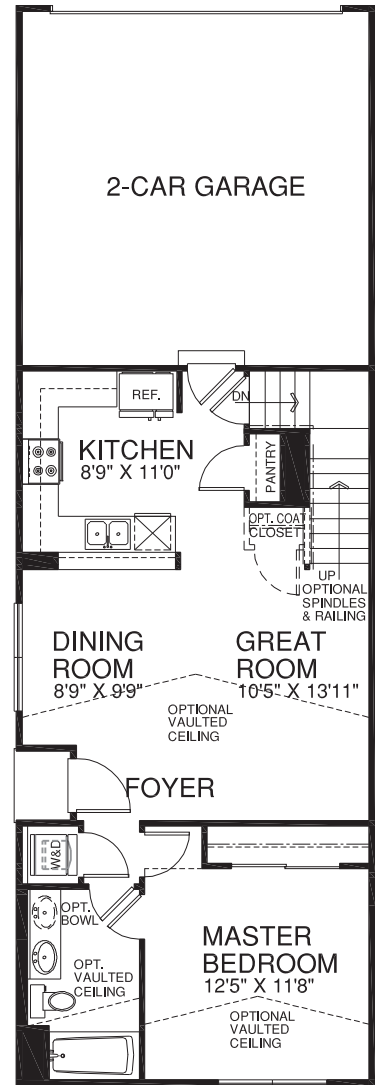 2-CAR GARAGE
REF.
DN
KITCHEN
8'9" X 11'0"
PANTRY
OPT. COAT
CLOSET
UP
OPTIONAL
SPINDLES
& RAILING
DINING
ROOM
8'9" X 9'9"
GREAT
ROOM
10'5" X 13'11"
OPTIONAL
VAULTED
CEILING
FOYER
W&D
OPT.
BOWL
OPT.
VAULTED
CEILING
MASTER
BEDROOM
12'5" X 11'8"
OPTIONAL
VAULTED
CEILING